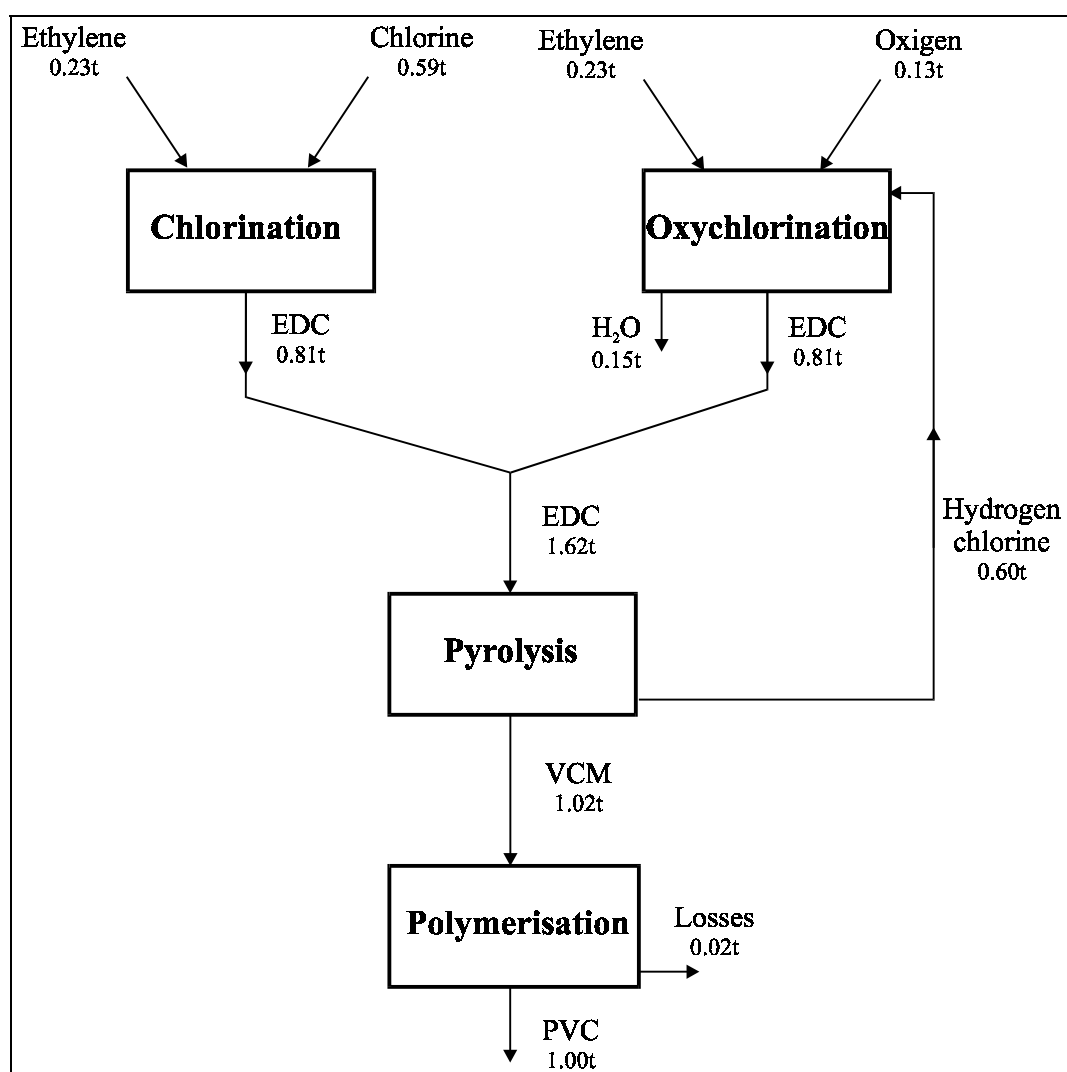 Ethylene
0.23t
Chlorine
0.59t
Ethylene
0.23t
Oxigen
0.13t
Chlorination
Oxychlorination
EDC
0.81t
H₂O
0.15t
EDC
0.81t
EDC
1.62t
Hydrogen
chlorine
0.60t
Pyrolysis
VCM
1.02t
Polymerisation
Losses
0.02t
PVC
1.00t